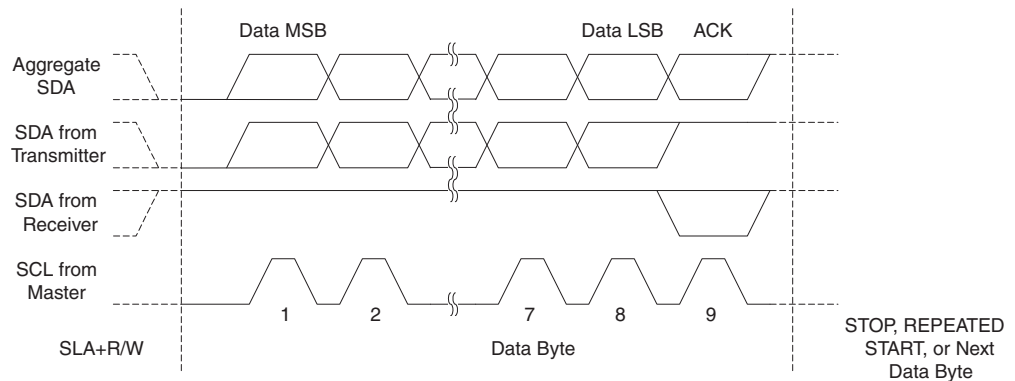 Data MSB
Data LSB
ACK
Aggregate
SDA
SDA from
Transmitter
SDA from
Receiver
SCL from
Master
1
2
7
8
9
SLA+R/W
Data Byte
STOP, REPEATED
START, or Next
Data Byte